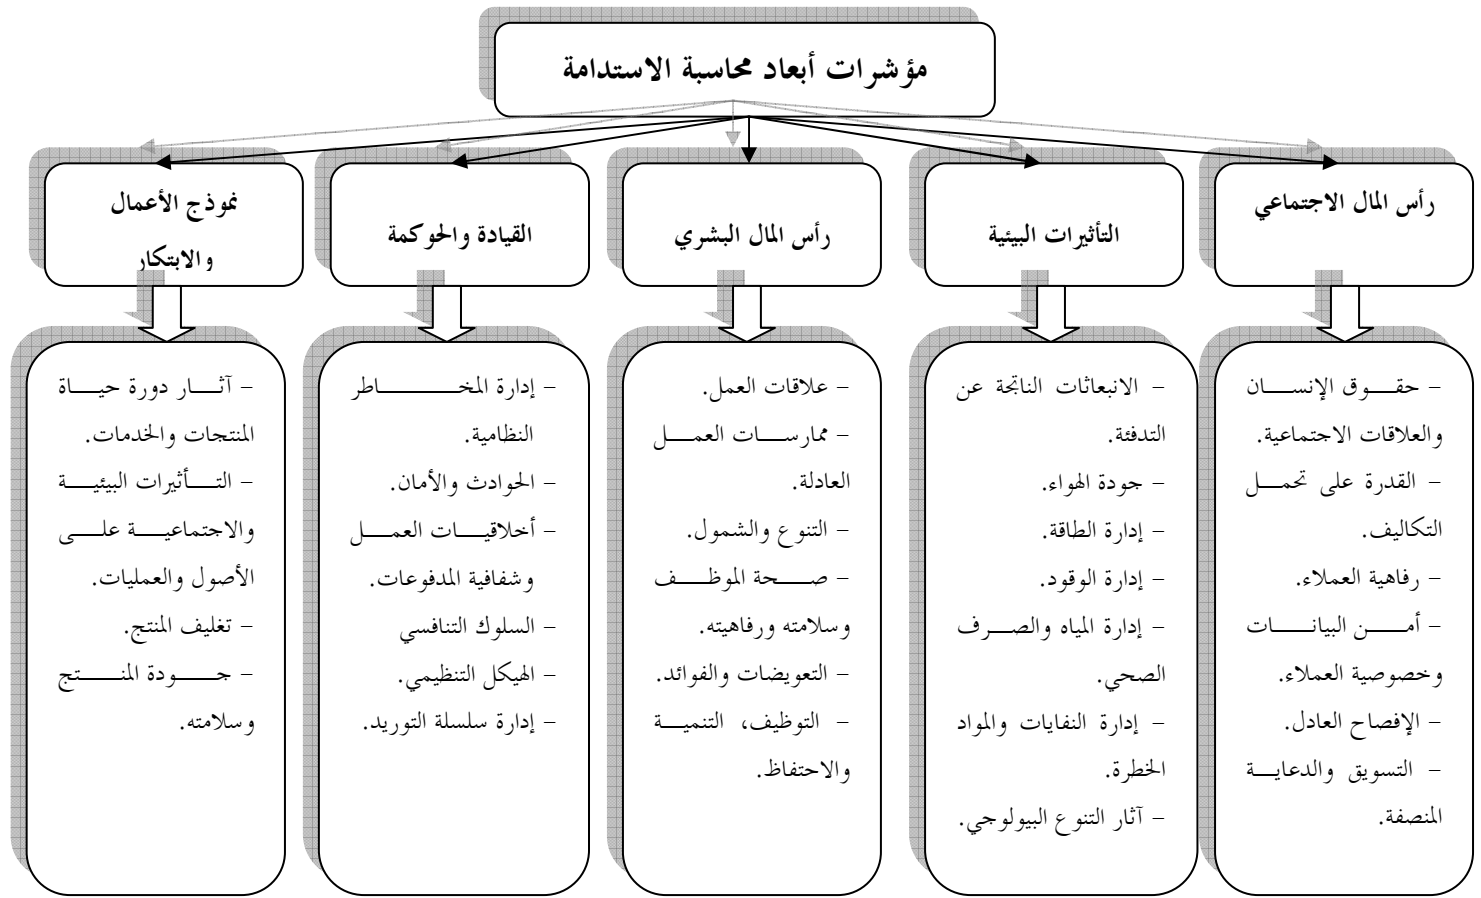 مؤشرات أبعاد محاسبة الاستدامة
رأس المال الاجتماعي
التأثيرات البيئية
رأس المال البشري
القيادة والحوكمة
نموذج الأعمال
والابتكار
– حقوق الإنسان
والعلاقات الاجتماعية.
– القدرة على تحمل
التكاليف.
– رفاهية العملاء.
– أمن البيانات
وخصوصية العملاء.
– الإفصاح العادل.
– التسويق والدعاية
المنصفة.
– الانبعاثات الناتجة عن
التدفئة.
– جودة الهواء.
– إدارة الطاقة.
– إدارة الوقود.
– إدارة المياه والصرف
الصحي.
– إدارة النفايات والمواد
الخطرة.
– آثار التنوع البيولوجي.
– علاقات العمل.
– ممارسات العمل
العادلة.
– التنوع والشمول.
– صحة الموظف
وسلامته ورفاهيته.
– التعويضات والفوائد.
– التوظيف، التنمية
والاحتفاظ.
– إدارة المخاطر
النظامية.
– الحوادث والأمان.
– أخلاقيات العمل
وشفافية المدفوعات.
– السلوك التنافسي
– الهيكل التنظيمي.
– إدارة سلسلة التوريد.
– آثار دورة حياة
المنتجات والخدمات.
– التأثيرات البيئية
والاجتماعية على
الأصول والعمليات.
– تغليف المنتج.
– جودة المنتج
وسلامته.